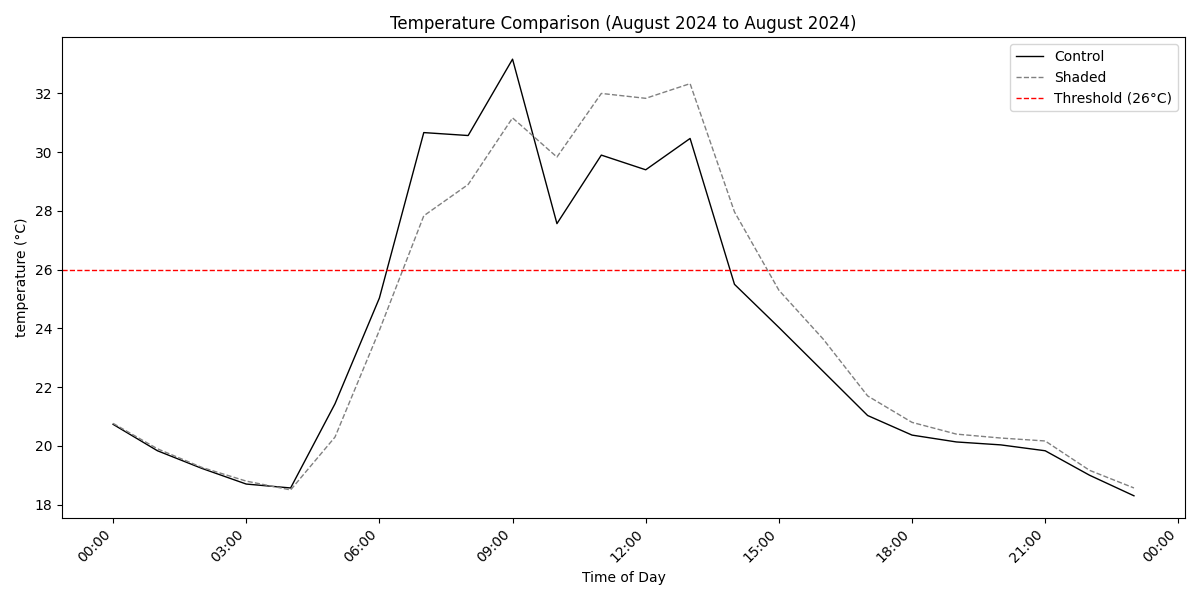 Temperature Comparison (August 2024 to August 2024)
Control
Shaded
Threshold (26°C)
temperature (°C)
32
30
28
26
24
22
20
18
00:00
03:00
06:00
09:00
12:00
15:00
18:00
21:00
00:00
Time of Day